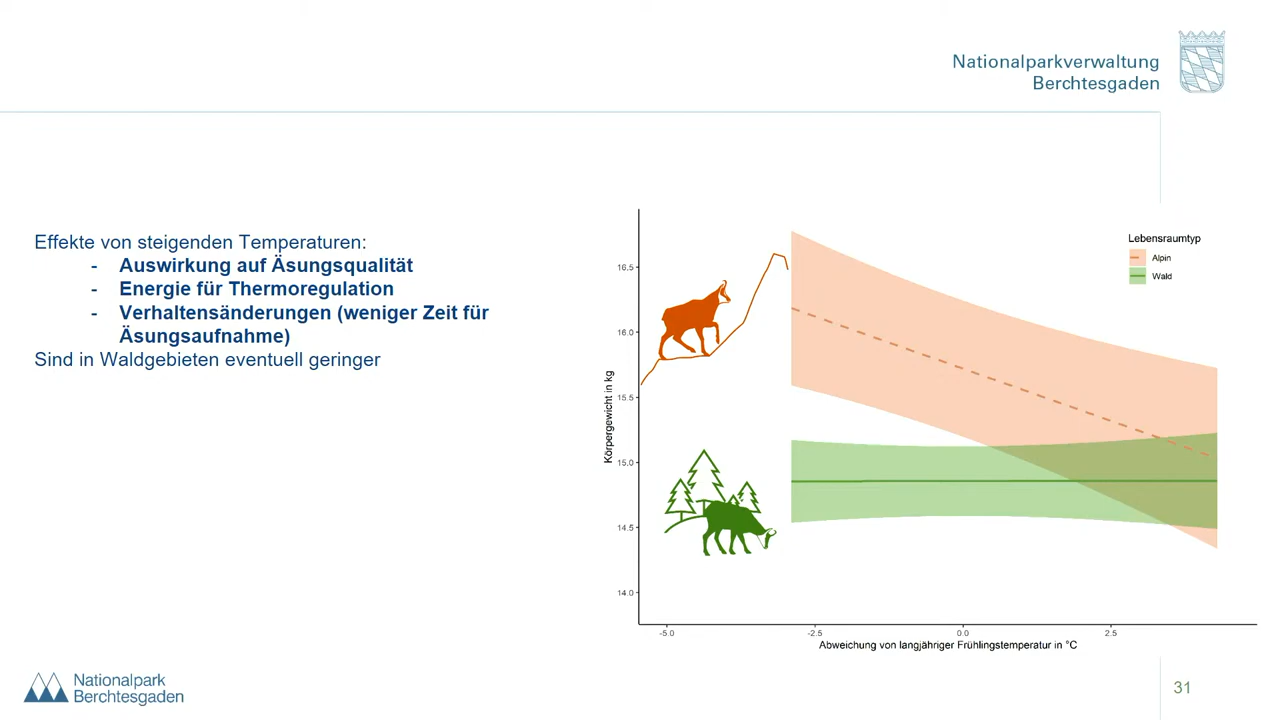 Nationalparkverwaltung
Berchtesgaden
Effekte von steigenden Temperaturen:
- Auswirkung auf Äsungsqualität
- Energie für Thermoregulation
- Verhaltensänderungen (weniger Zeit für
Äsungsaufnahme)
Sind in Waldgebieten eventuell geringer
Lebensraumtyp
Alpin
Wald
Körpergewicht in kg
16.5
16.0
15.5
15.0
14.5
14.0
-5.0 -2.5 0.0 2.5
Abweichung von langjähriger Frühlingstemperatur in °C
Nationalpark
Berchtesgaden
31